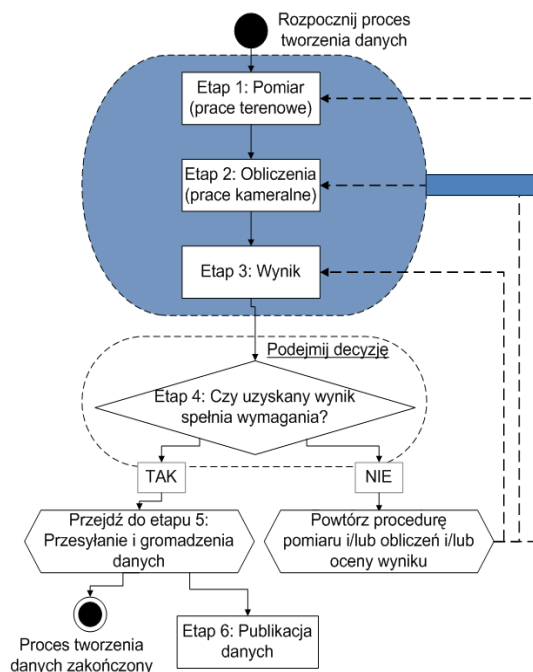 Rozpocznij proces
tworzenia danych
Etap 1: Pomiar
(prace terenowe)
Etap 2: Obliczenia
(prace kameralne)
Etap 3: Wynik
Podejmij decyzję
Etap 4: Czy uzyskany wynik
spełnia wymagania?
TAK
NIE
Przejdź do etapu 5:
Przesyłanie i gromadzenia
danych
Powtórz procedurę
pomiaru i/lub obliczeń i/lub
oceny wyniku
Proces tworzenia
danych zakończony
Etap 6: Publikacja
danych